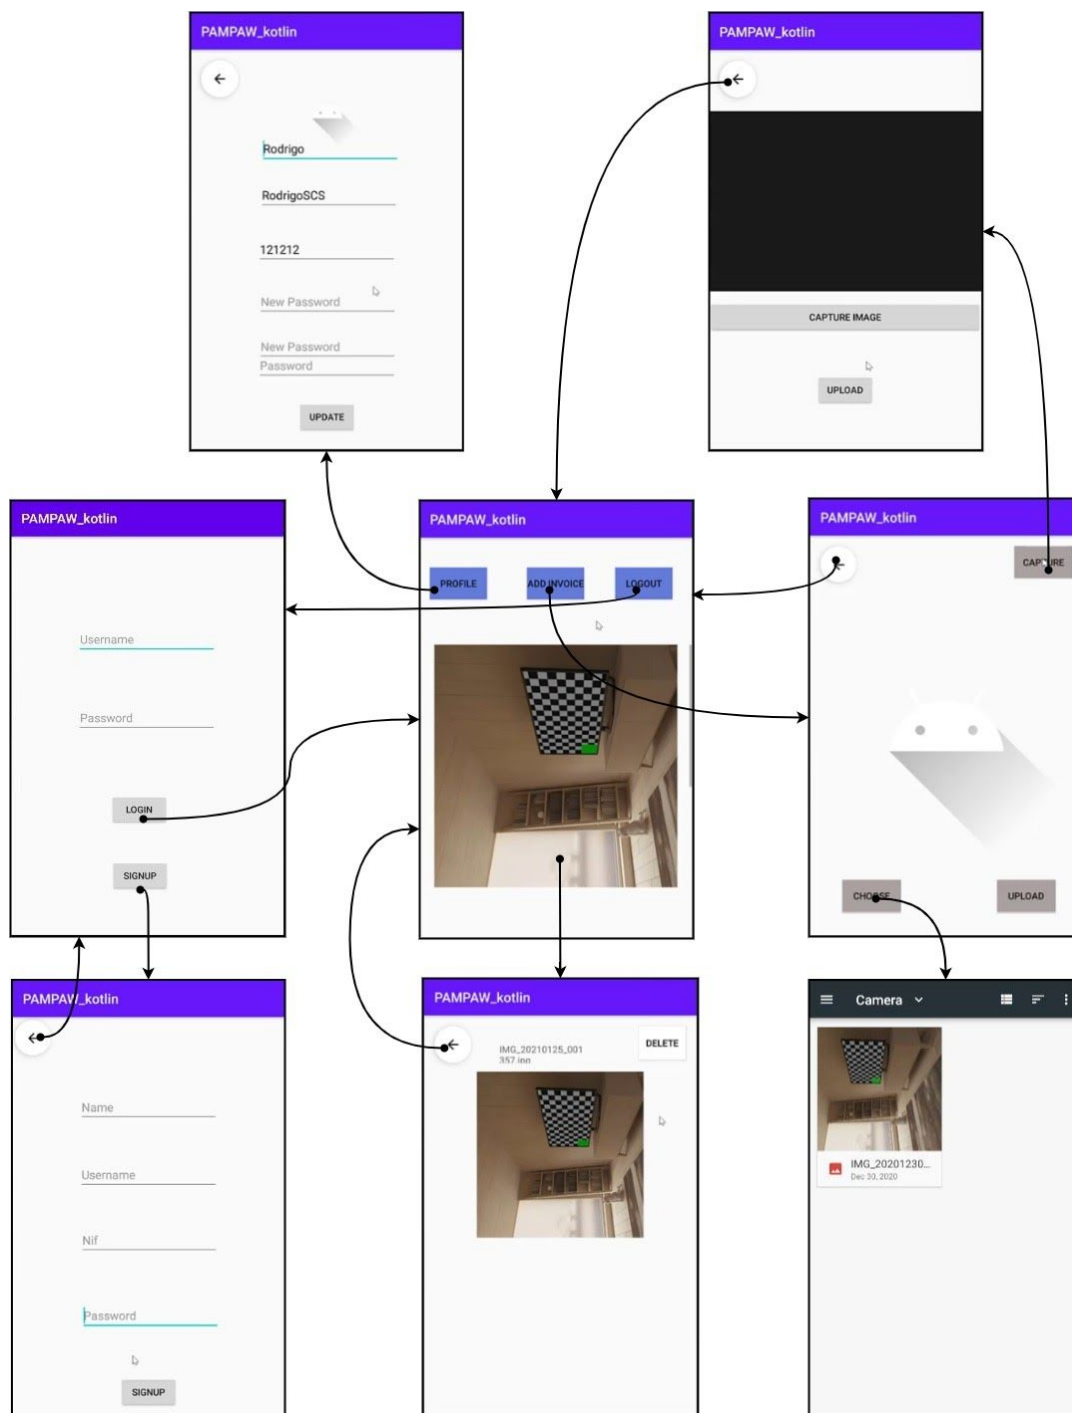 PAMPAW_kotlin
Rodrigo
RodrigoSCS
121212
New Password
New Password
Password
UPDATE
PAMPAW_kotlin
CAPTURE IMAGE
UPLOAD
PAMPAW_kotlin
Username
Password
LOGIN
SIGNUP
PAMPAW_kotlin
PROFILE
ADD INVOICE
LOGOUT
PAMPAW_kotlin
CAPTURE
CHOOSE
UPLOAD
PAMPAW_kotlin
Name
Username
Nif
Password
SIGNUP
PAMPAW_kotlin
IMG_20210125_001
357.jpg
DELETE
Camera
IMG_20201230...
Dec 30, 2020